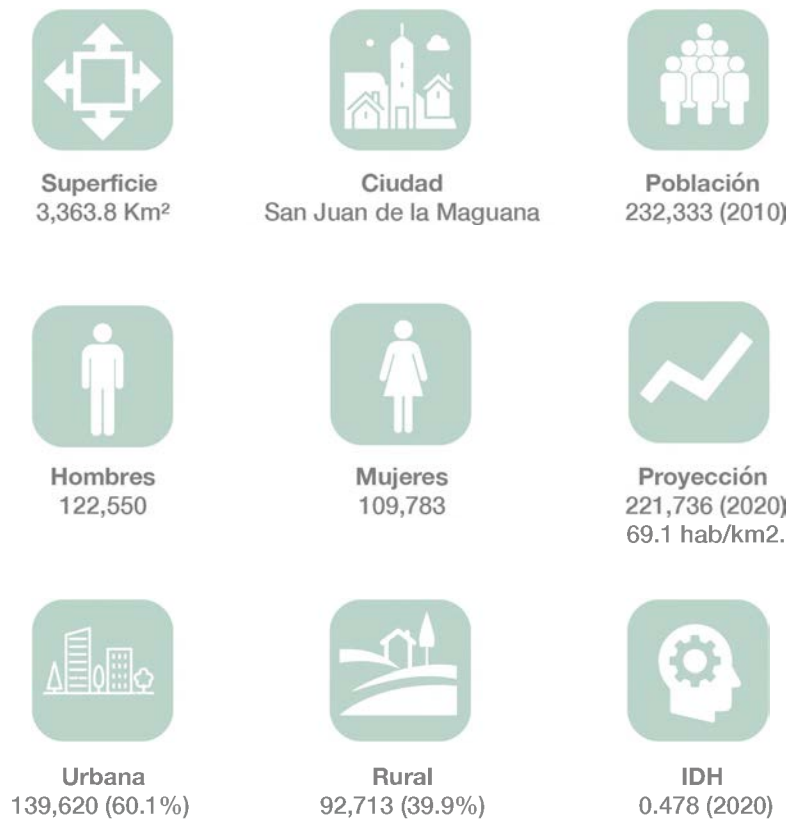 Superficie
3,363.8 Km²
Ciudad
San Juan de la Maguana
Población
232,333 (2010)
Hombres
122,550
Mujeres
109,783
Proyección
221,736 (2020)
69.1 hab/km2.
Urbana
139,620 (60.1%)
Rural
92,713 (39.9%)
IDH
0.478 (2020)